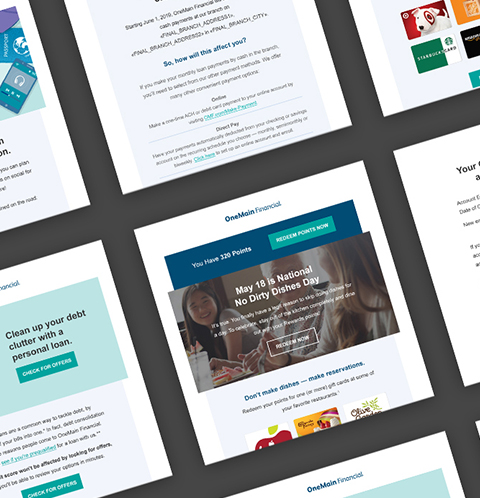 PASSPORT
on.
you can plan
s on social for
re!
ined on the road.
Starting June 1, 2019, OneMain Financial will
cash payments at our branch on
«FINAL_BRANCH_ADDRESS1»,
«FINAL_BRANCH_ADDRESS2» in «FINAL_BRANCH_CITY».
So, how will this affect you?
If you make your monthly loan payments by cash in the branch,
you'll need to select from our other payment methods. We offer
many other convenient payment options:
Online
Make a one-time ACH or debit card payment to your online account by
visiting OMF.com/Make-Payment
Direct Pay
Have your payments automatically deducted from your checking or savings
account on the recurring schedule you choose — monthly, semimonthly or
biweekly. Click here to set up an online account and enroll
STARBUCKS CARD
amazon
Your
a
Account E
Date of
New em
If you
acc
an
Financial.
Clean up your debt
clutter with a
personal loan.
CHECK FOR OFFERS
ans are a common way to tackle debt, by
f your bills into one.* In fact, debt consolidation
e reasons people come to OneMain Financial.
see if you're prequalified for a loan with us.**
it score won't be affected by looking for offers.
you'll be able to review your options in minutes.
CHECK FOR OFFERS
OneMain Financial.
You Have 320 Points
REDEEM POINTS NOW
May 18 is National
No Dirty Dishes Day
It's true. You finally have a legit reason to skip doing dishes for
a day. To celebrate, stay out of the kitchen completely and dine
out with your Rewards points!
REDEEM NOW
Don't make dishes — make reservations.
Redeem your points for one (or more) gift cards at some of
your favorite restaurants.*
Olive Garden
OneMain Financial.